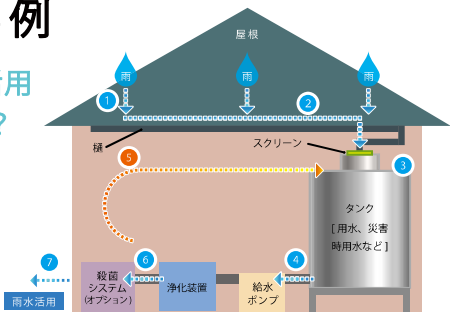 例
屋根
活用
?
雨
雨
雨
1
2
樋
スクリーン
5
3
タンク
[用水、災害
時用水など]
7
6
4
殺菌
システム
(オプション)
浄化装置
給水
ポンプ
雨水活用